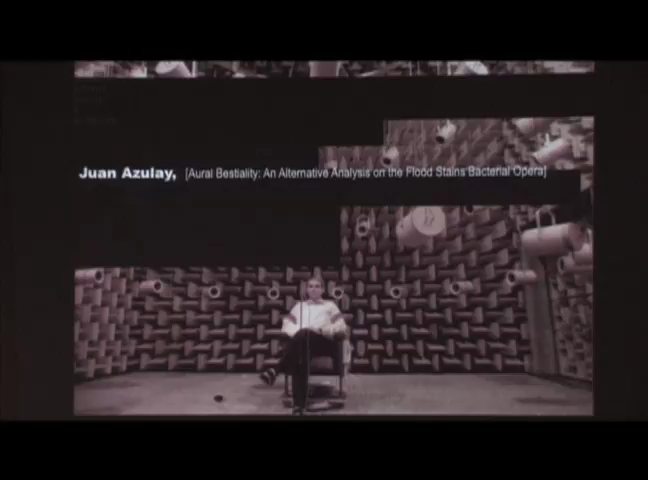 Juan Azulay, [Aural Bestiality: An Alternative Analysis on the Flood Stains Bacterial Opera]